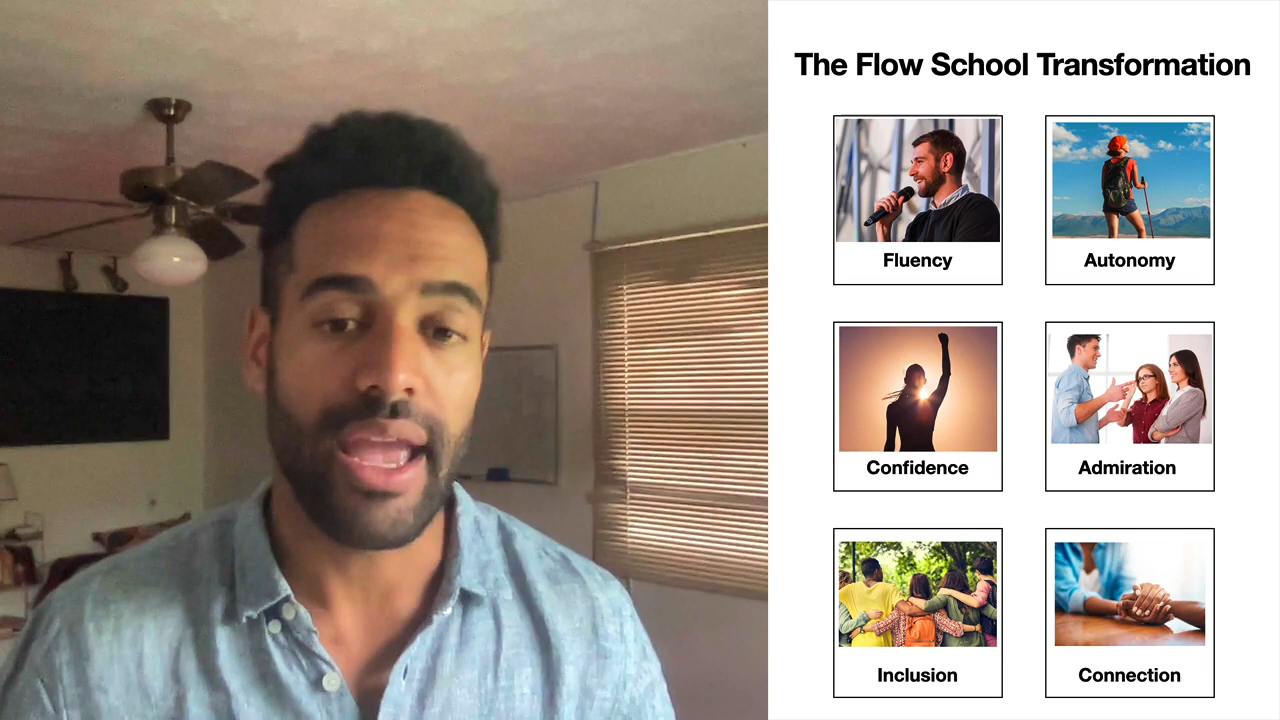 The Flow School Transformation
Fluency
Autonomy
Confidence
Admiration
Inclusion
Connection